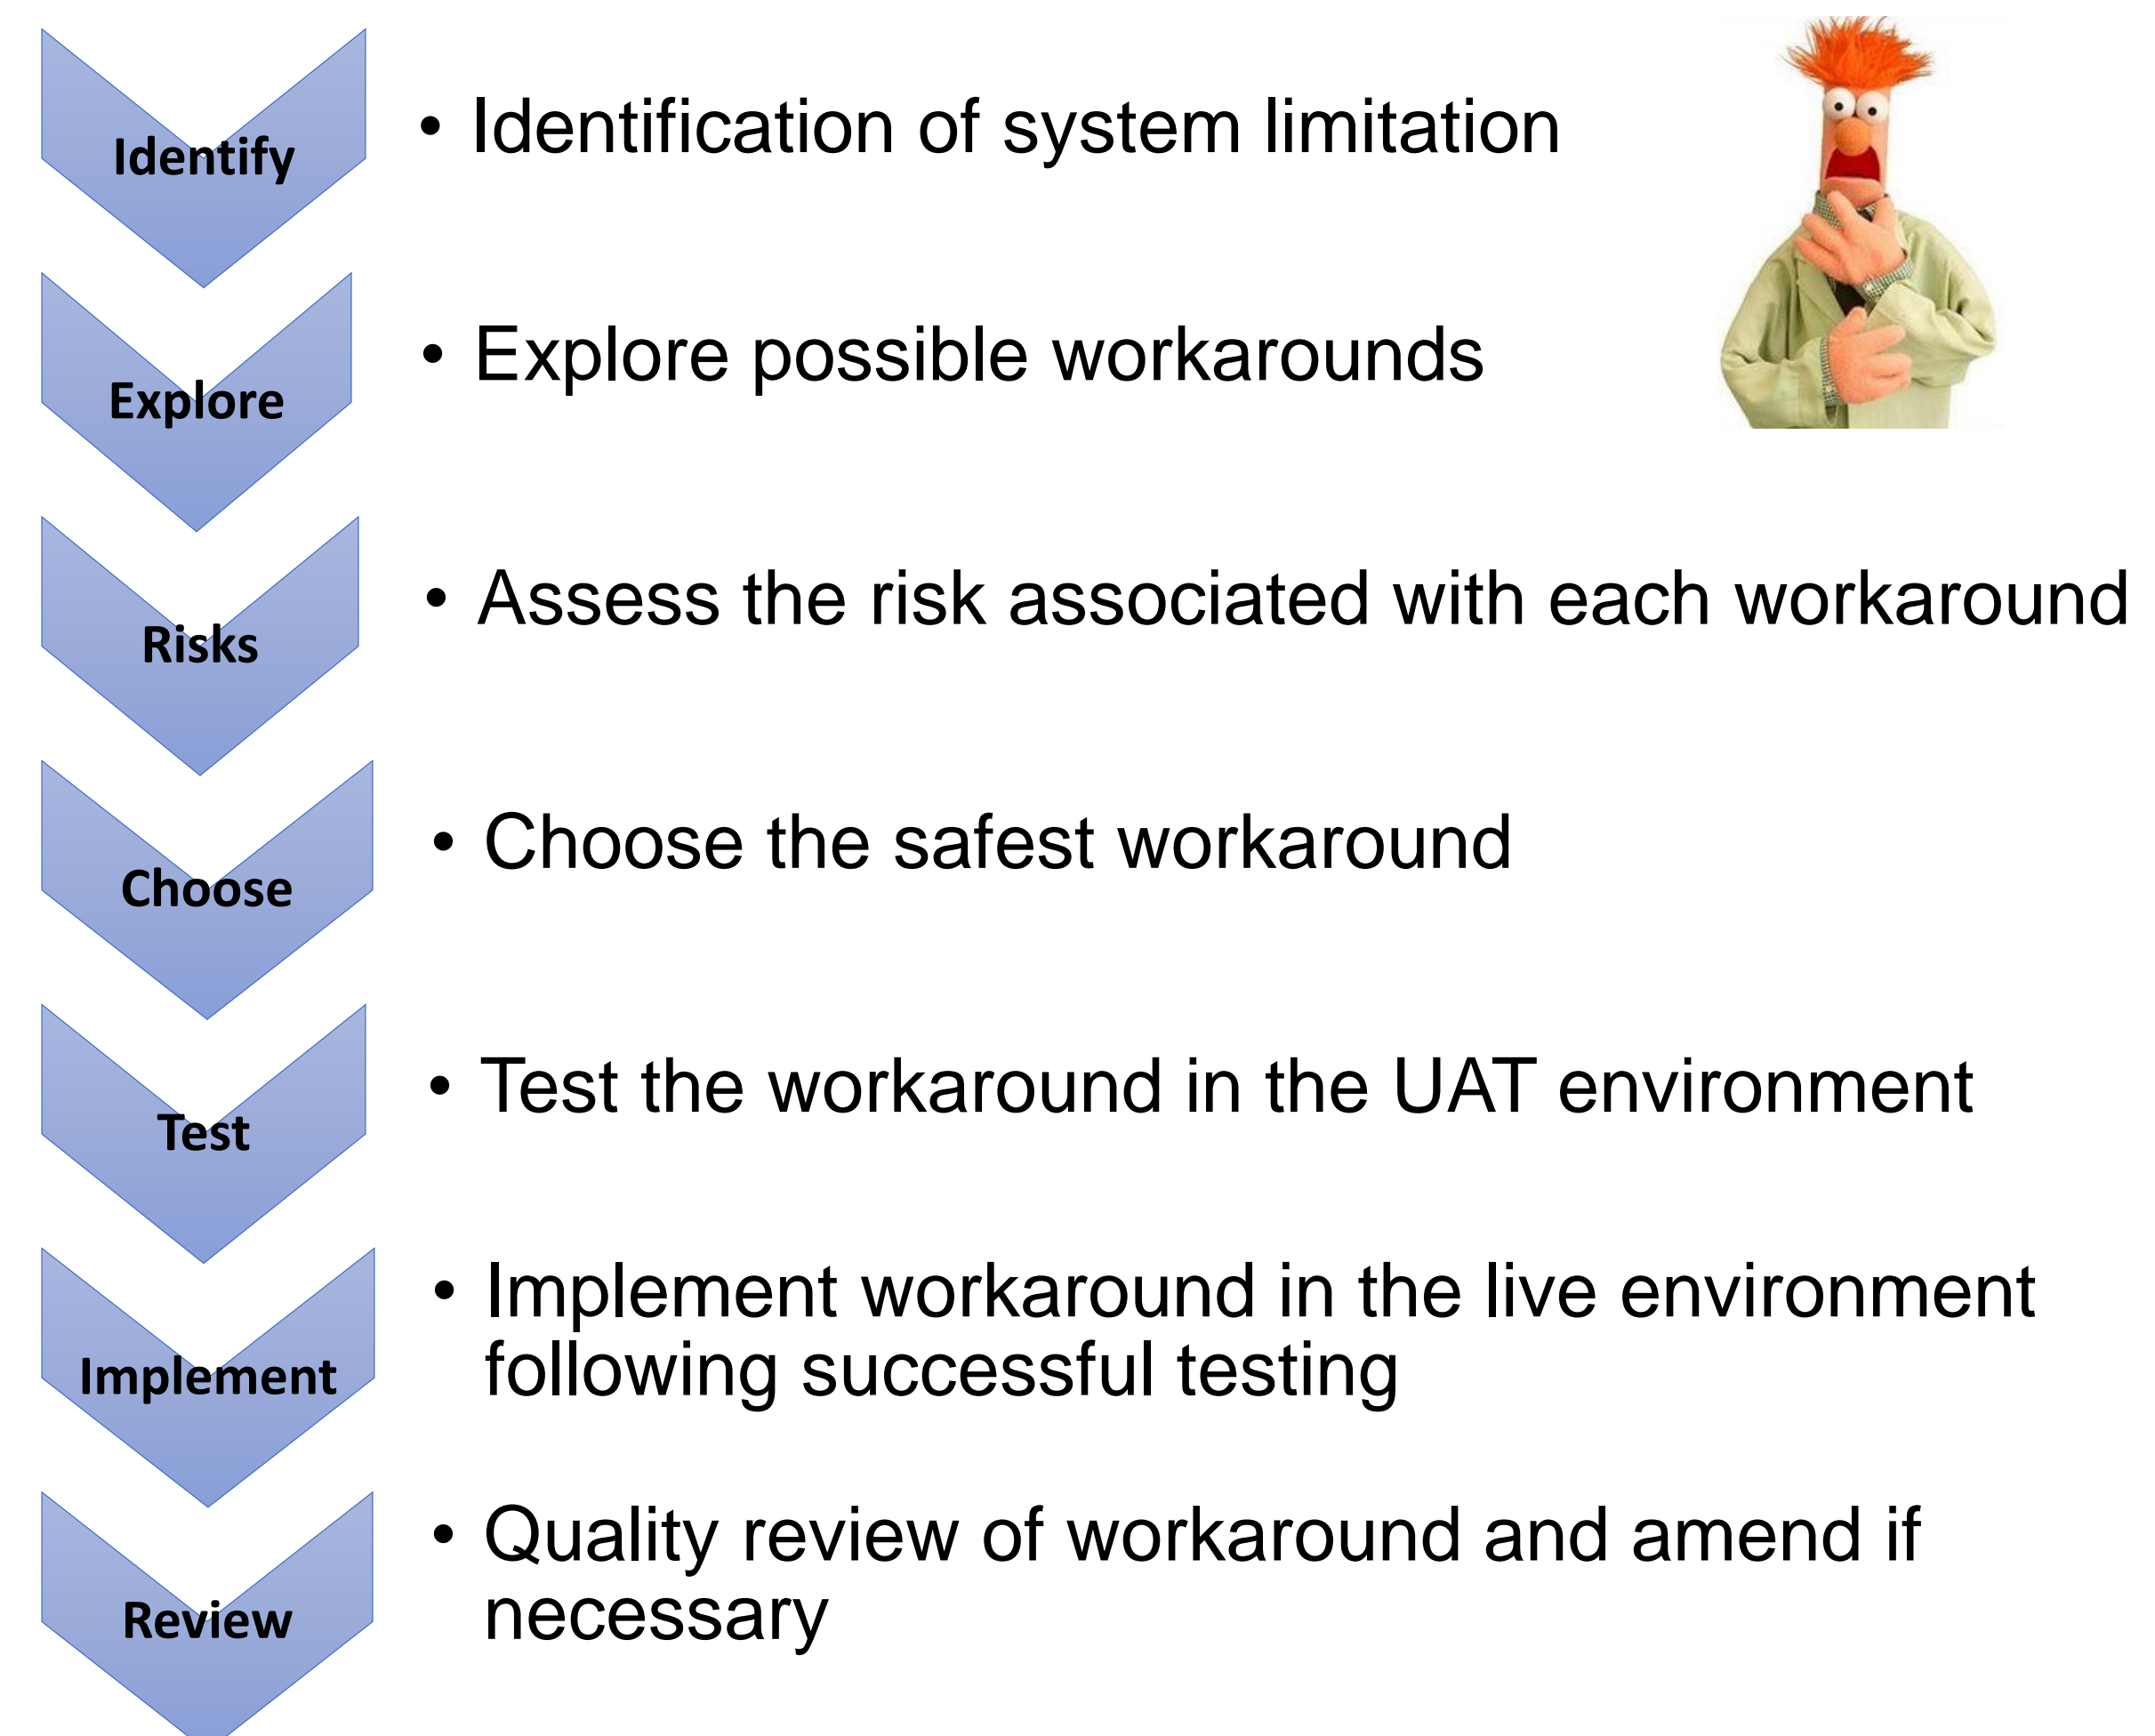 Identify
• Identification of system limitation
Explore
• Explore possible workarounds
Risks
• Assess the risk associated with each workaround
Choose
• Choose the safest workaround
Test
• Test the workaround in the UAT environment
Implement
• Implement workaround in the live environment
following successful testing
Review
• Quality review of workaround and amend if
necessary